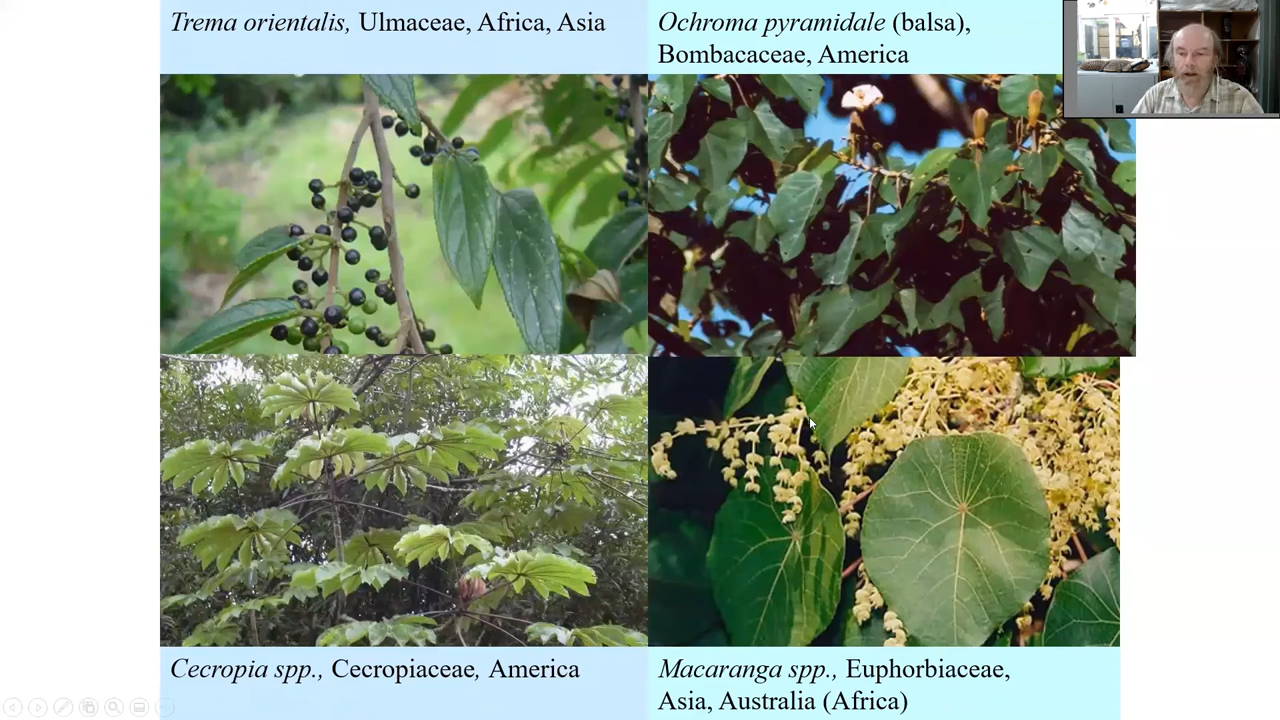 Trema orientalis, Ulmaceae, Africa, Asia
Ochroma pyramidale (balsa),
Bombacaceae, America
Cecropia spp., Cecropiaceae, America
Macaranga spp., Euphorbiaceae,
Asia, Australia (Africa)